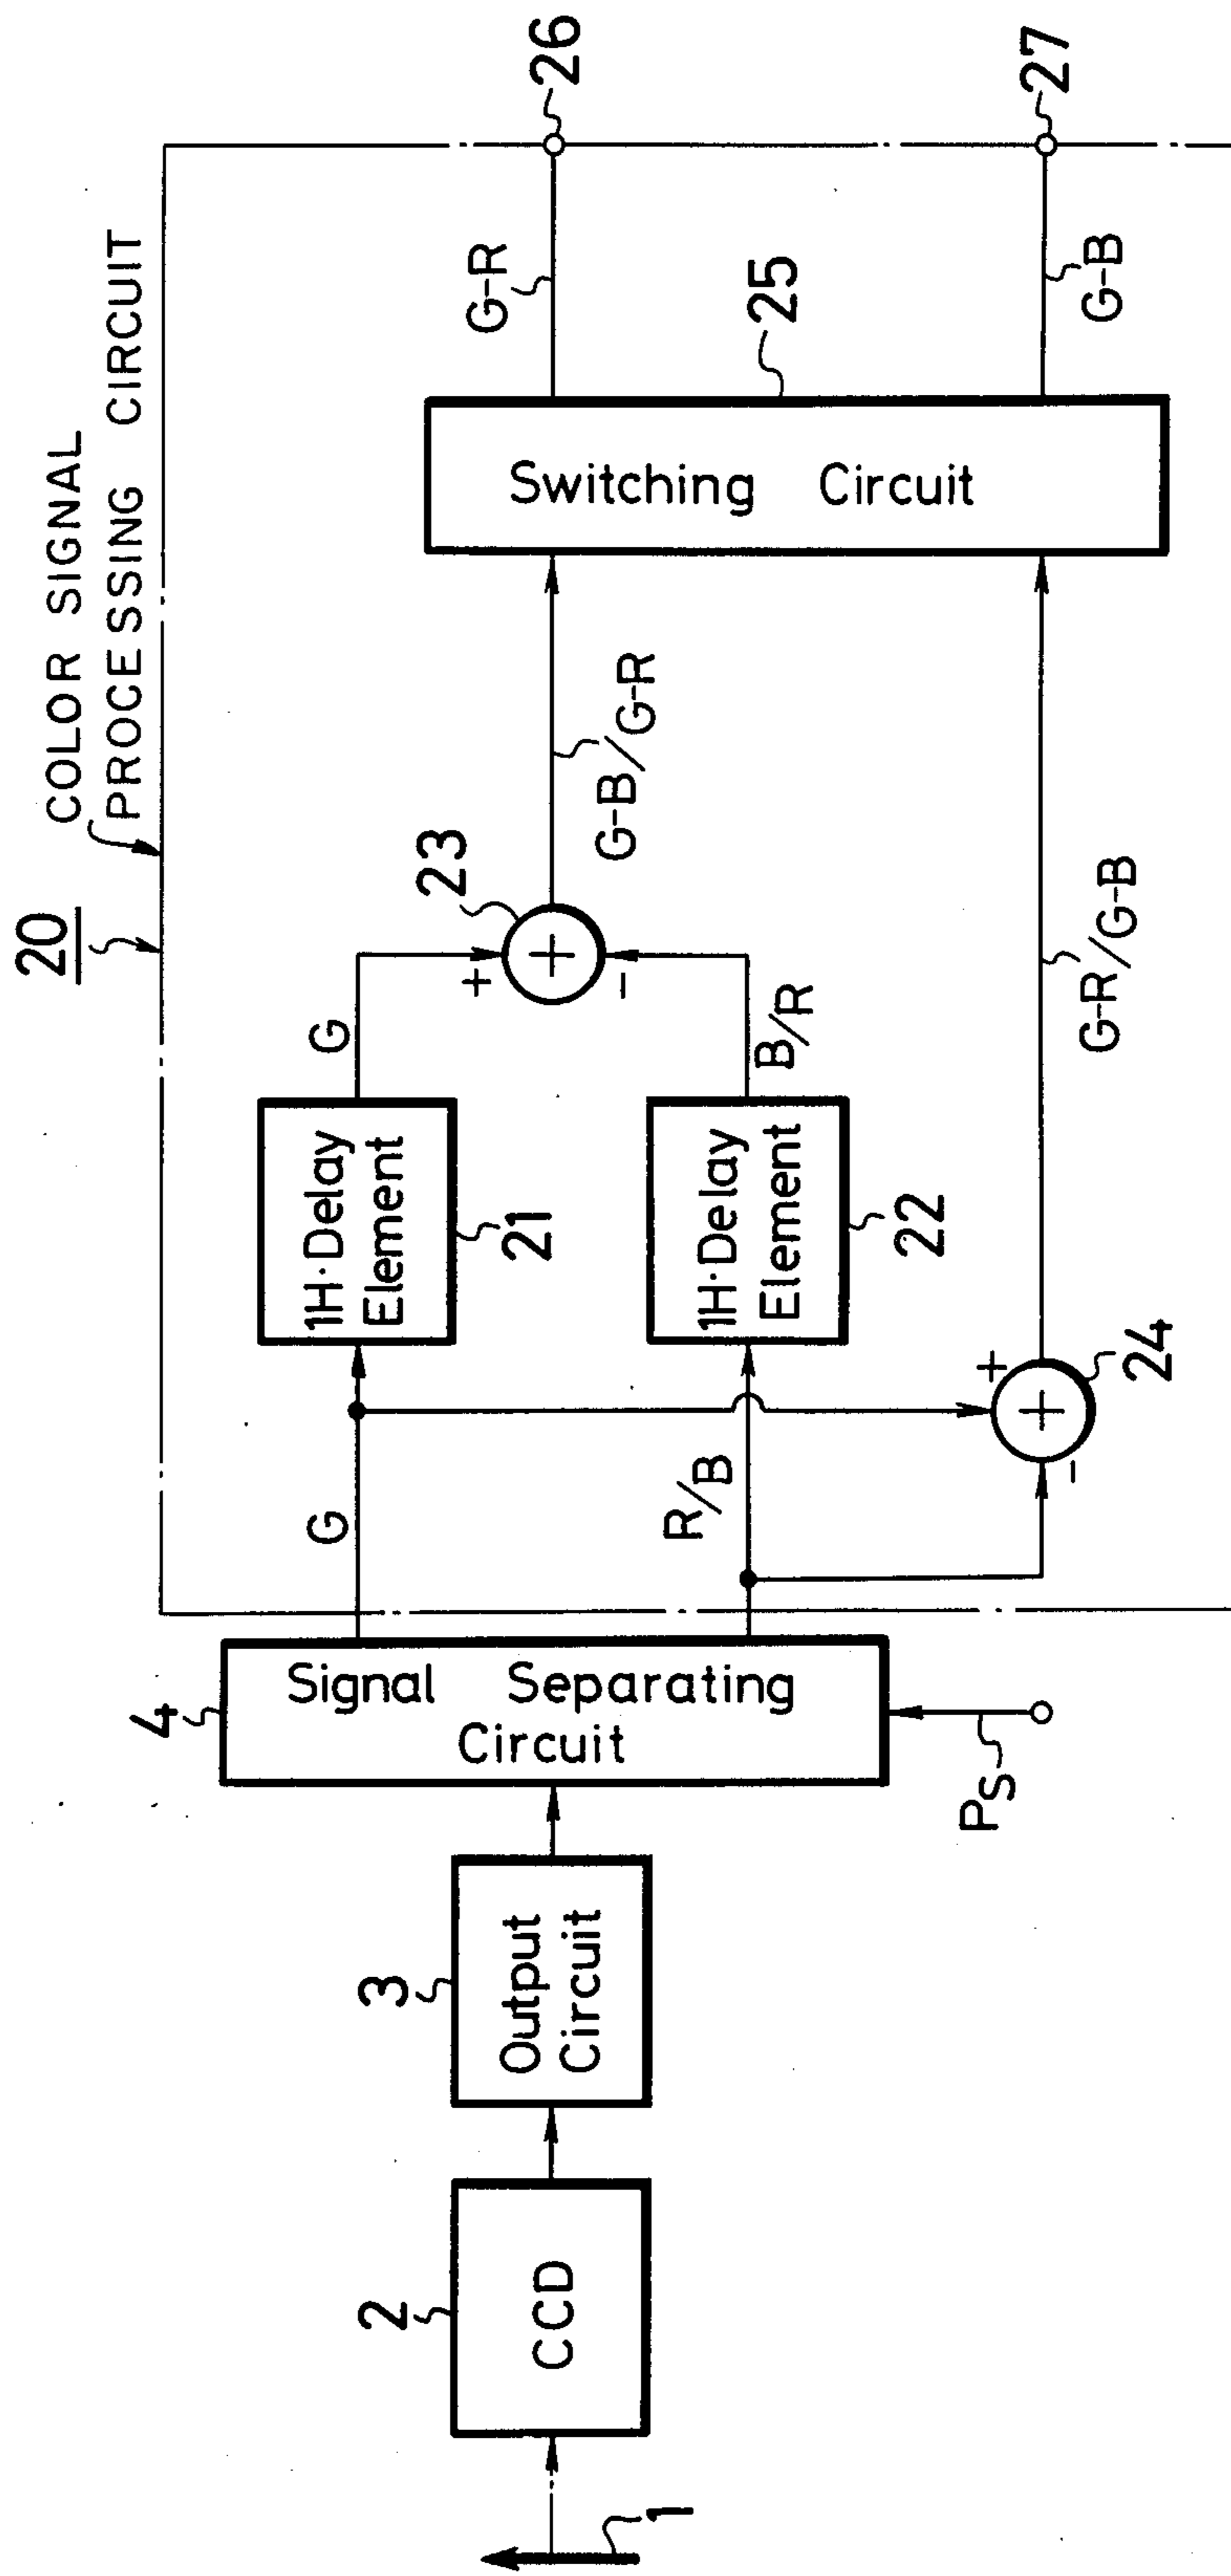 20
COLOR SIGNAL
PROCESSING CIRCUIT
1
2
CCD
3
Output
Circuit
4
Signal Separating
Circuit
PS
G
R/B
1H·Delay
Element
21
1H·Delay
Element
22
G
B/R
+
-
+
23
+
-
+
24
G-B/G-R
G-R/G-B
Switching Circuit
25
G-R
G-B
26
27